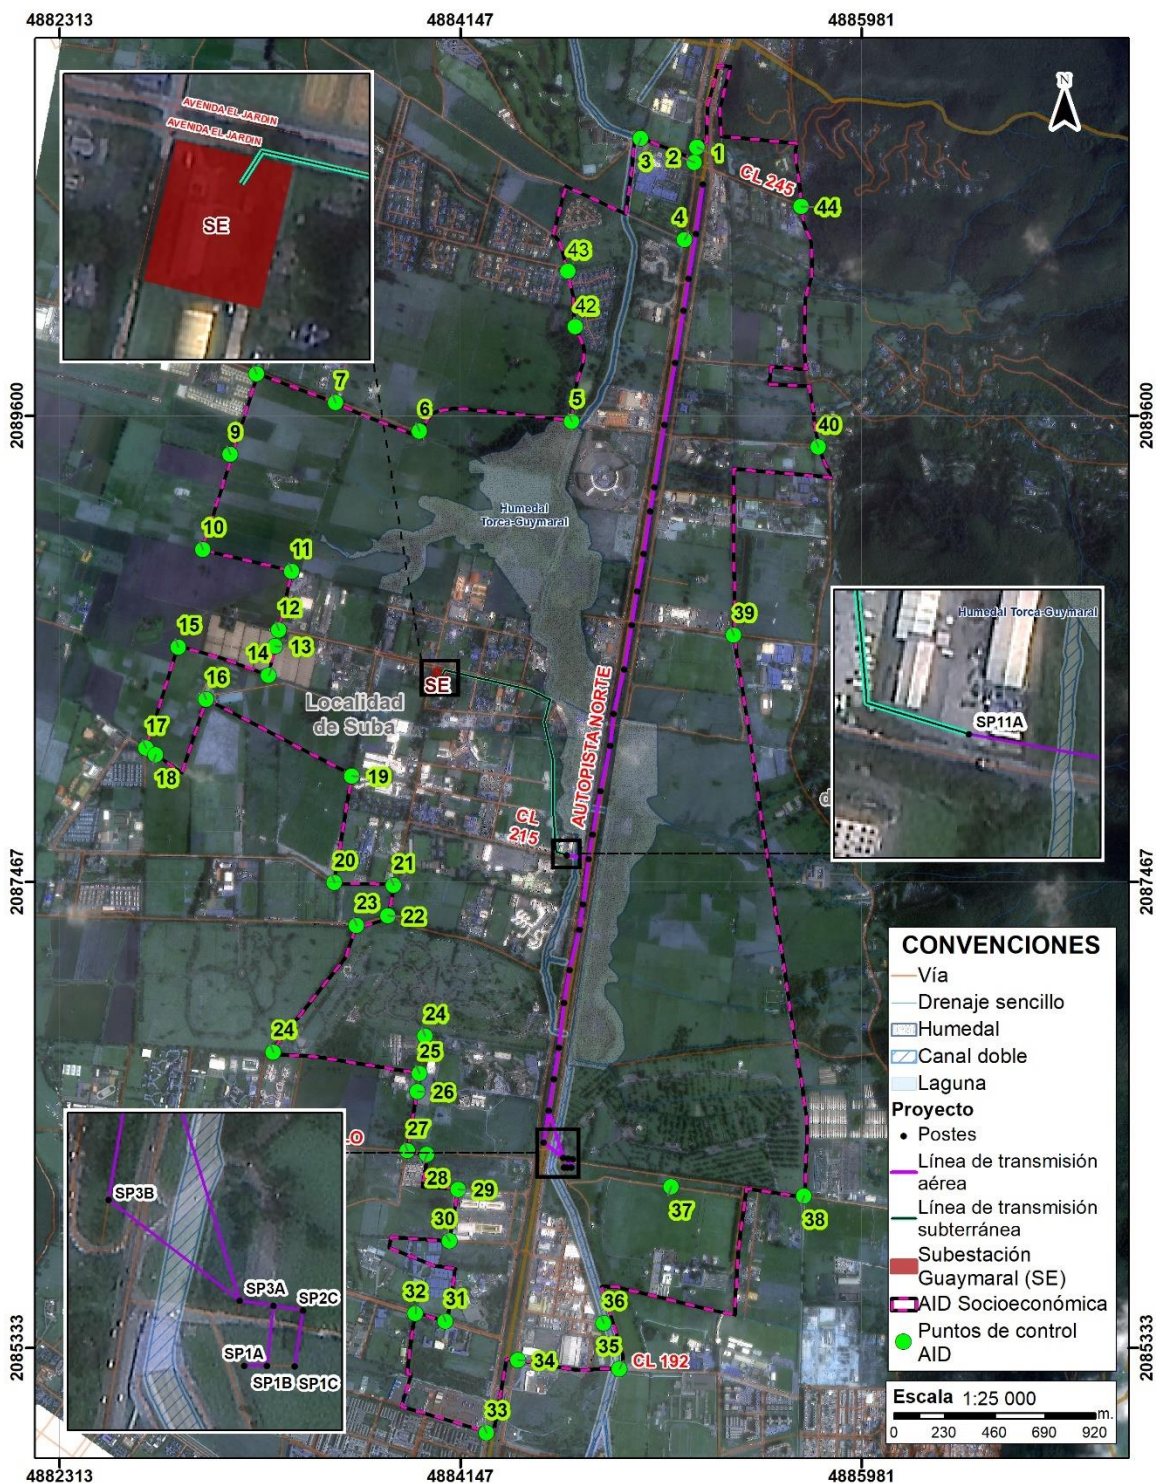 4882313
4884147
4885981
N
AVENIDA EL JARDIN
AVENIDA EL JARDIN
SE
3
2
1
CL 245
44
4
43
42
5
7
6
40
9
2089600
2089600
Humedal
Torca-Guymaral
10
11
12
13
14
15
16
39
Humedal Torca-Guymaral
SP11A
SE
Localidad
de Suba
AUTOPISTA NORTE
17
18
19
CL
215
d
20
21
22
23
2087467
2087467
24
24
25
26
27
LO
28
29
30
37
38
31
32
36
35
34
CL 192
33
2085333
2085333
SP3B
SP3A
SP2C
SP1A
SP1B
SP1C
CONVENCIONES
Vía
Drenaje sencillo
Humedal
Canal doble
Laguna
Proyecto
Postes
Línea de transmisión
aérea
Línea de transmisión
subterránea
Subestación
Guaymaral (SE)
AID Socioeconómica
Puntos de control
AID
Escala 1:25 000
m.
0 230 460 690 920
4882313
4884147
4885981